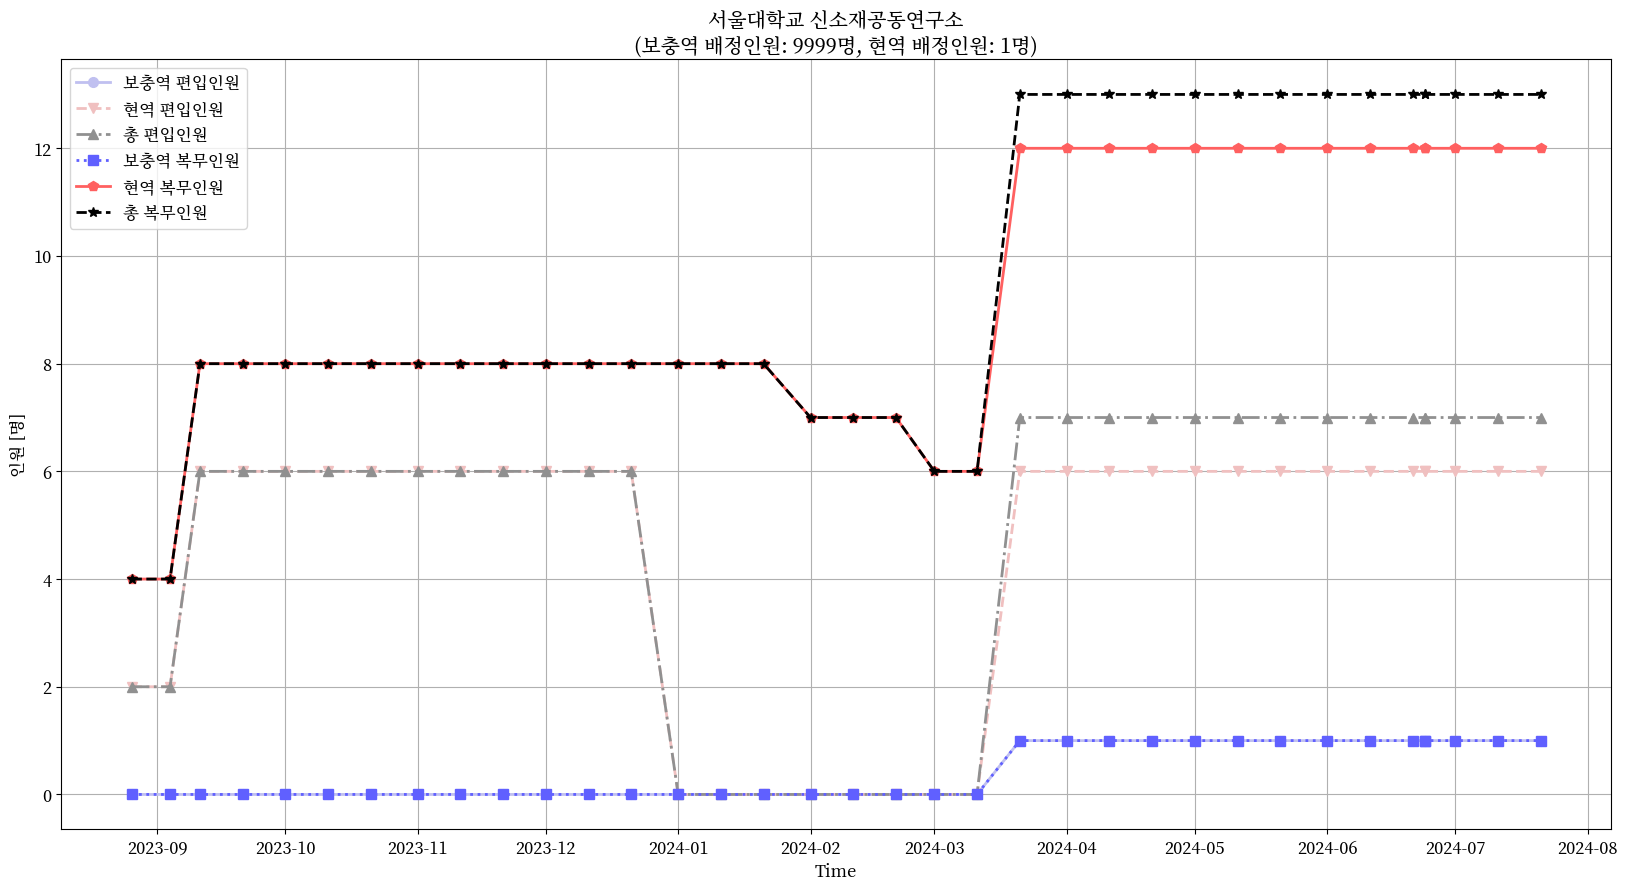 서울대학교 신소재공동연구소
(보충역 배정인원: 9999명, 현역 배정인원: 1명)
보충역 편입인원
현역 편입인원
총 편입인원
보충역 복무인원
현역 복무인원
총 복무인원
12
10
8
6
4
2
0
인원 [명]
2023-09 2023-10 2023-11 2023-12 2024-01 2024-02 2024-03 2024-04 2024-05 2024-06 2024-07 2024-08
Time